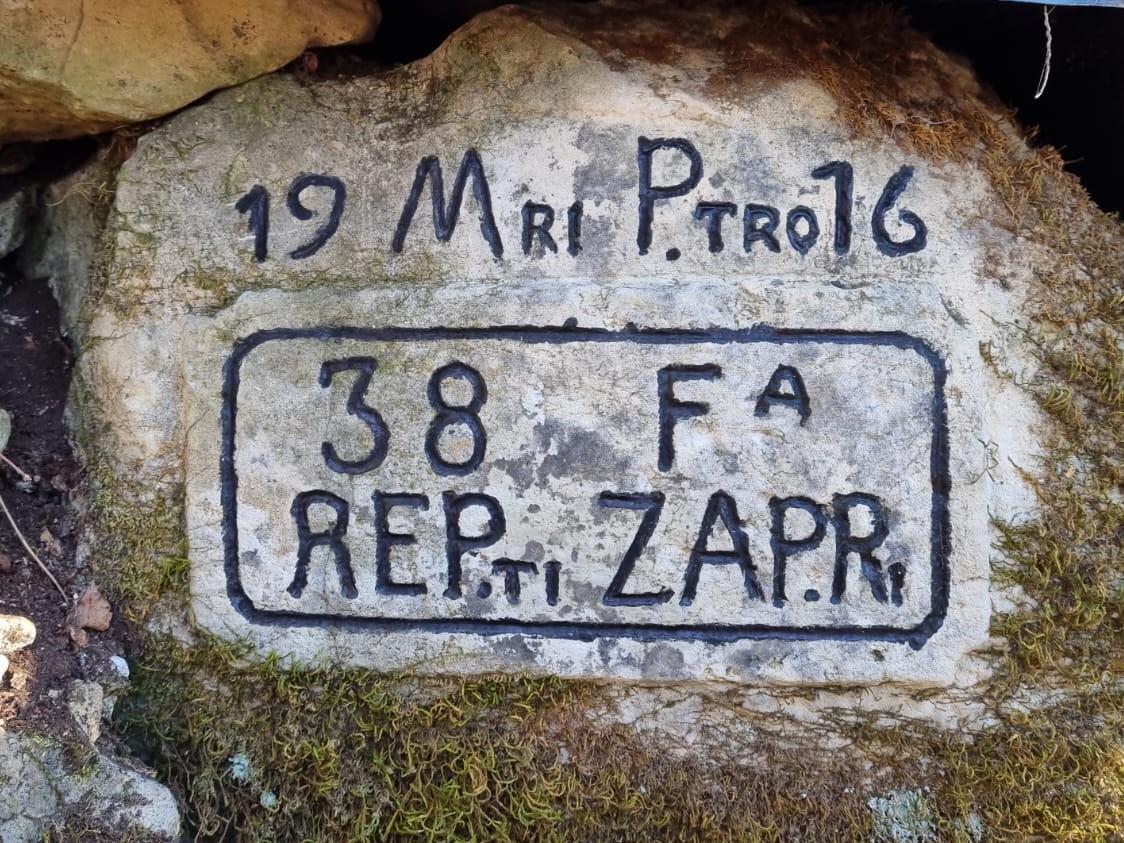 19 MRI P.TRO 16
38 FA
REP.TI ZAP.RI